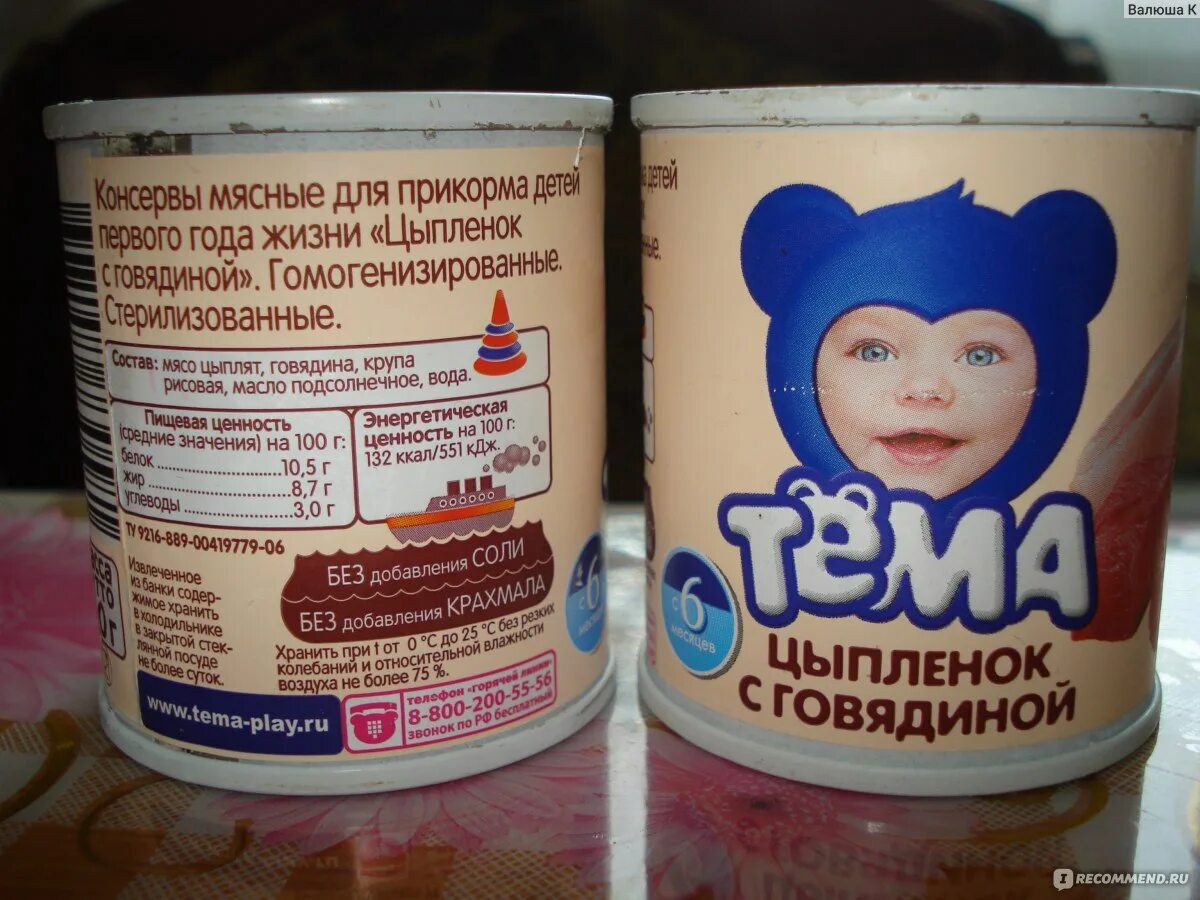 Валюша К
Консервы мясные для прикорма детей
первого года жизни «Цыпленок
с говядиной». Гомогенизированные.
Стерилизованные.
Состав: мясо цыплят, говядина, крупа
рисовая, масло подсолнечное, вода.
Пищевая ценность
(средние значения) на 100 г:
белок ................10,5 г
жир ................8,7 г
углеводы ................3,0 г
Энергетическая
ценность на 100 г:
132 ккал/551 кДж.
ТУ 9216-889-00419779-06
Извлеченное
из банки содер-
жимое хранить
в холодильнике
в закрытой стек-
лянной посуде
не более суток.
БЕЗ добавления СОЛИ
БЕЗ добавления КРАХМАЛА
Хранить при t от 0 °С до 25 °С без резких
колебаний и относительной влажности
воздуха не более 75 %.
www.tema-play.ru
телефон "горячей линии"
8-800-200-55-56
звонок по РФ бесплатный
с 6
детей
ТЁМА
с 6
месяцев
ЦЫПЛЕНОК
С ГОВЯДИНОЙ
IRECOMMEND.RU